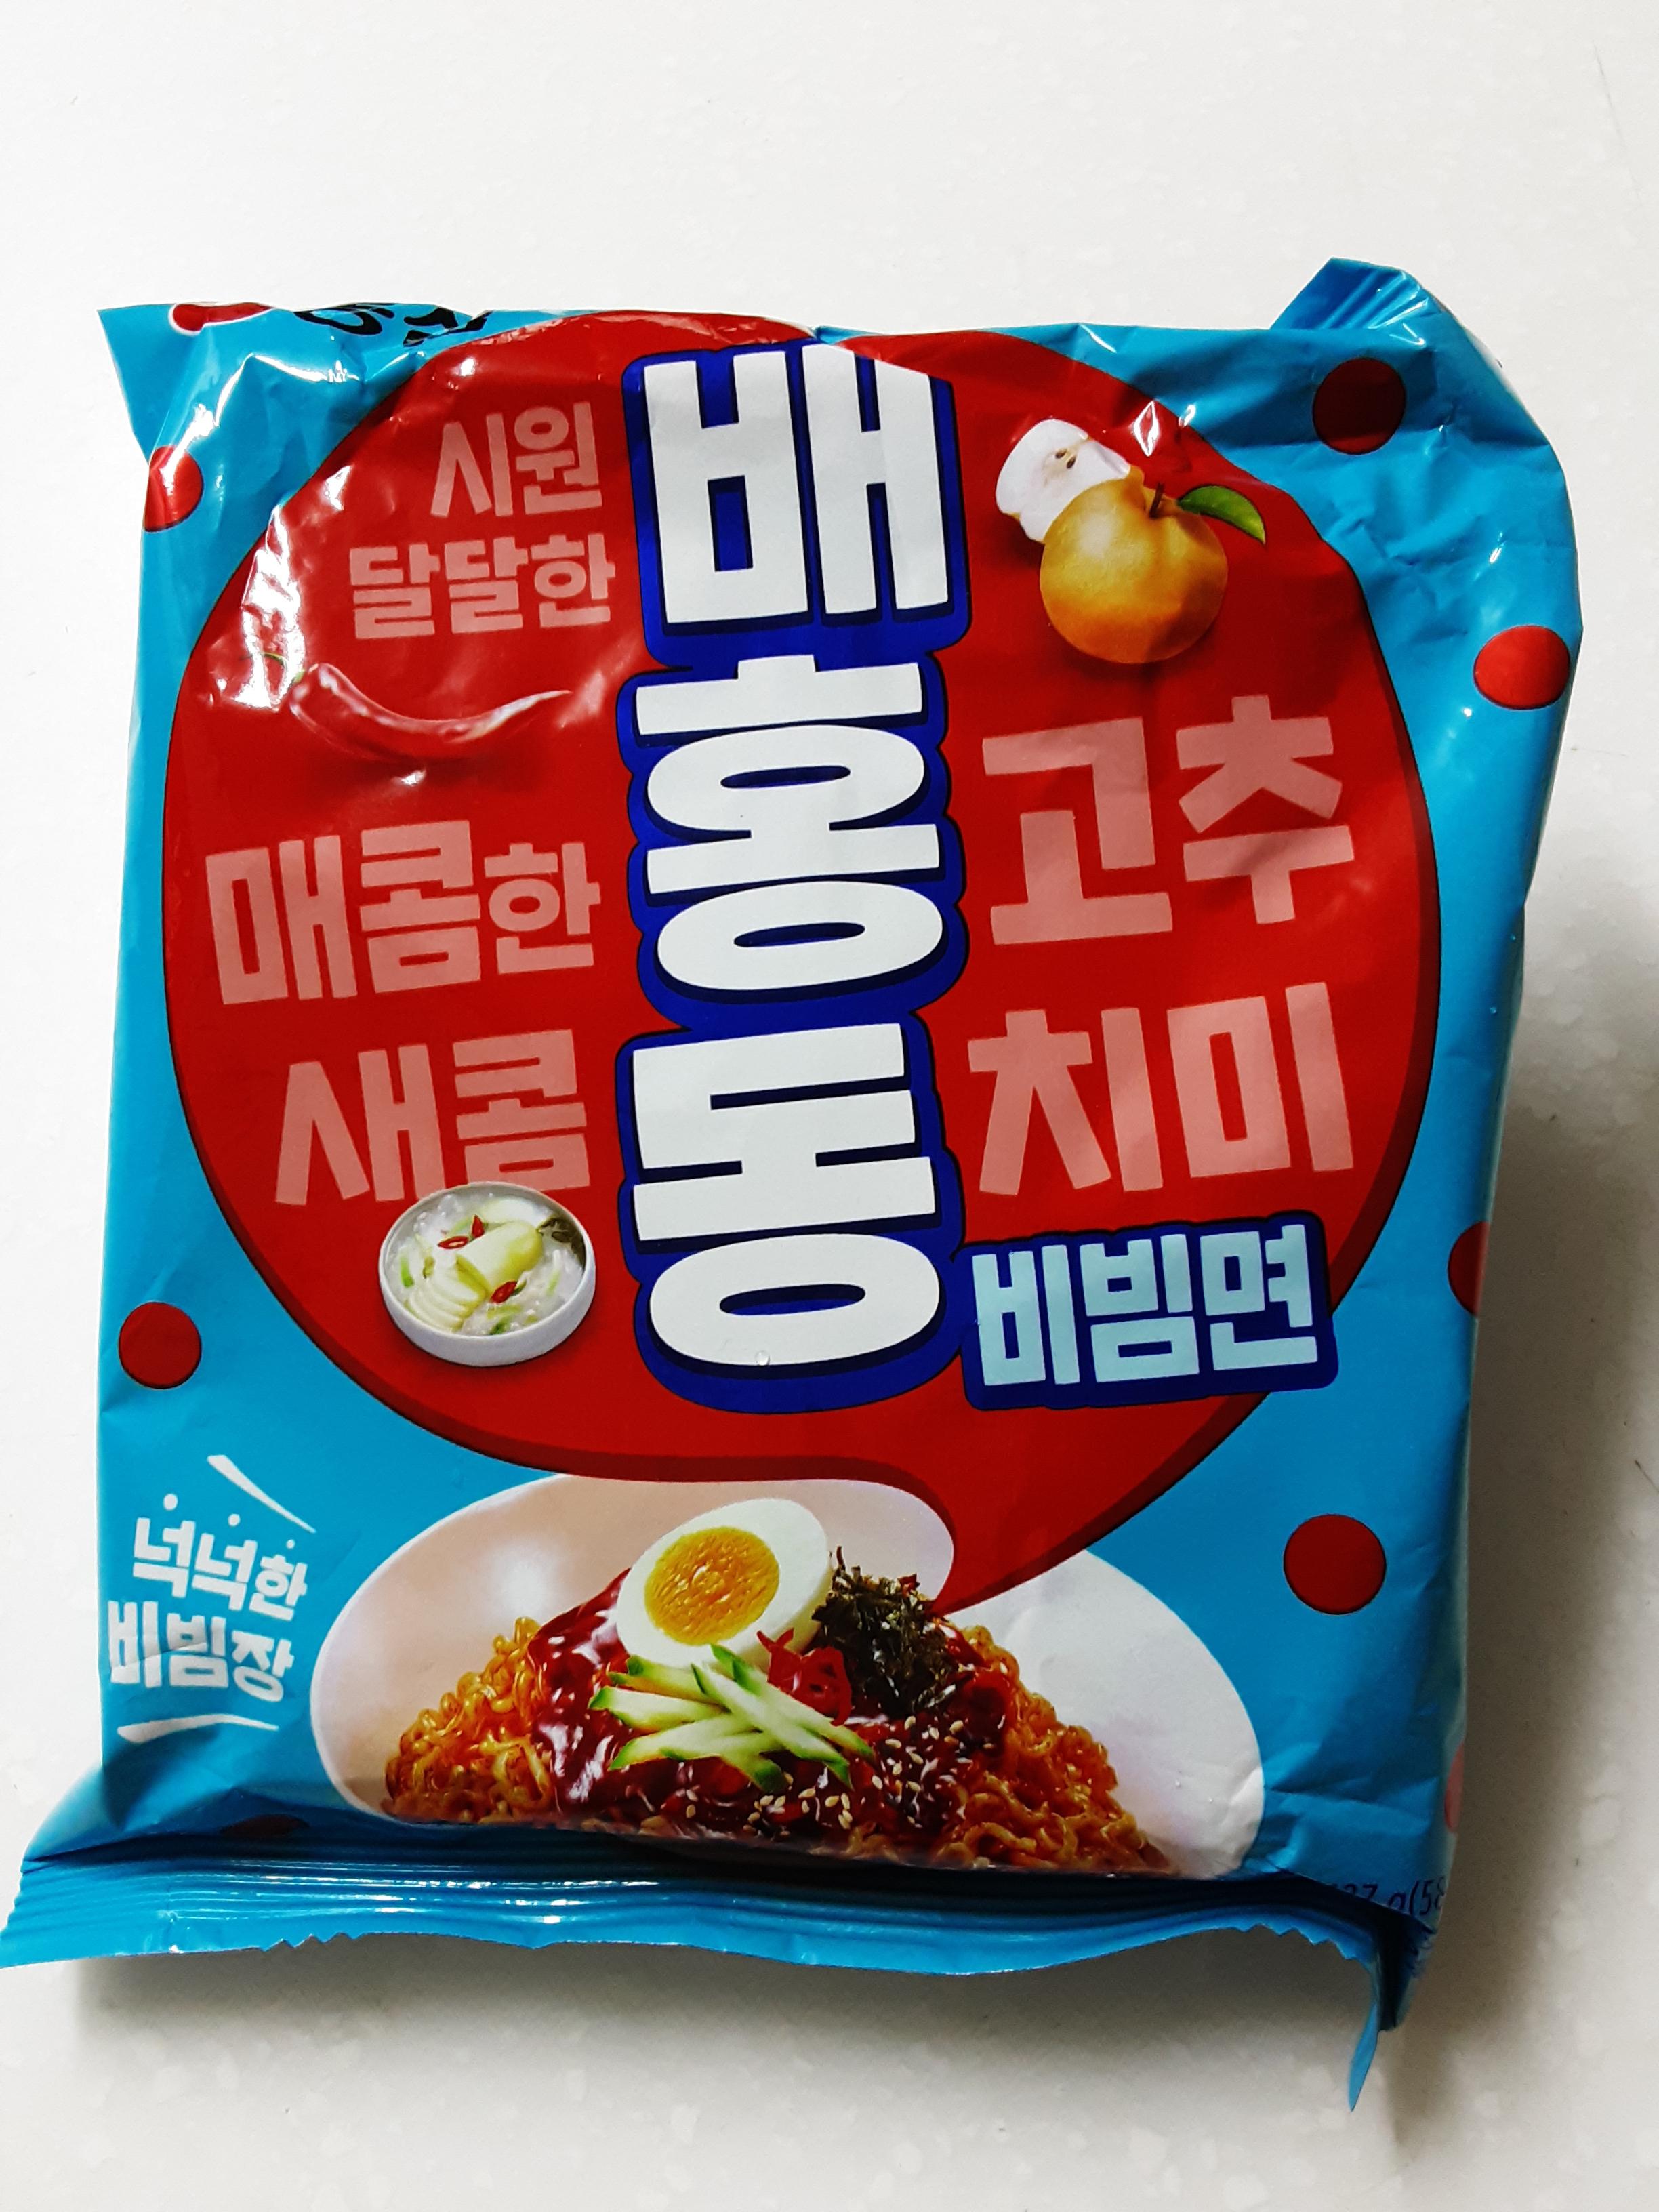 시원 달달한 배
매콤한 홍고추
새콤 동치미
비빔면
넉넉한
비빔장